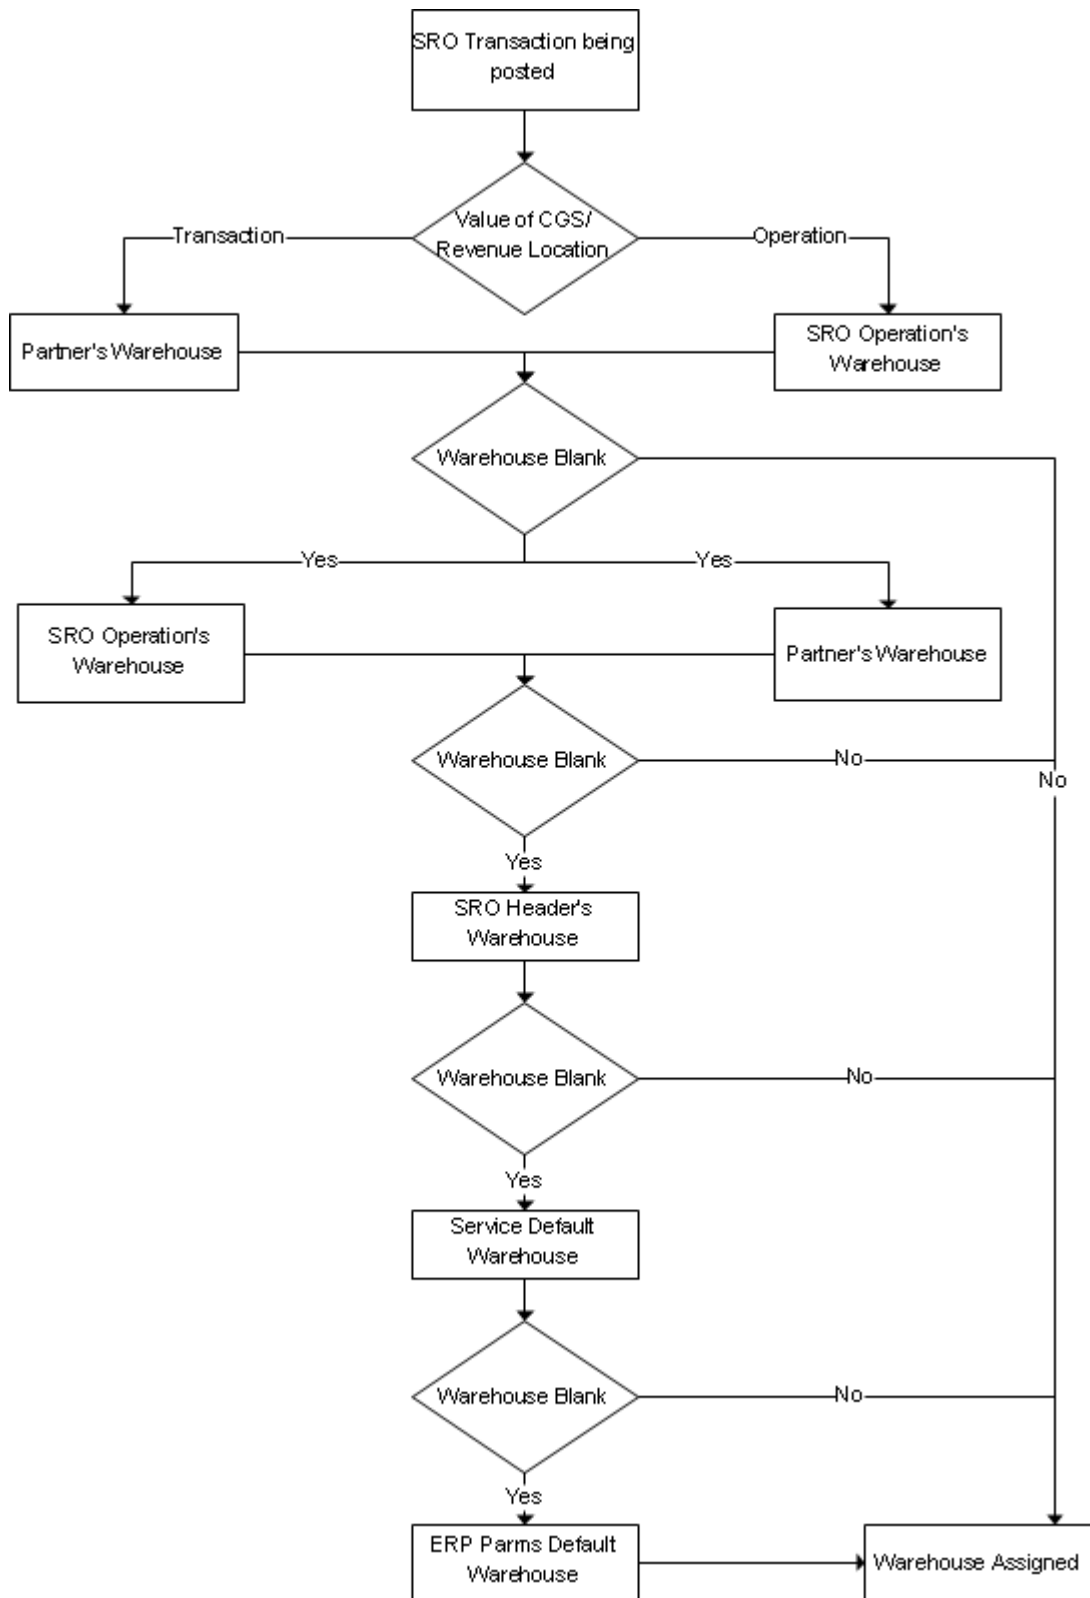 SRO Transaction being
posted
Value of CGS/
Revenue Location
Transaction
Operation
Partner's Warehouse
SRO Operation's
Warehouse
Warehouse Blank
Yes
Yes
SRO Operation's
Warehouse
Partner's Warehouse
Warehouse Blank
No
No
Yes
SRO Header's
Warehouse
Warehouse Blank
No
Yes
Service Default
Warehouse
Warehouse Blank
No
Yes
ERP Parms Default
Warehouse
Warehouse Assigned